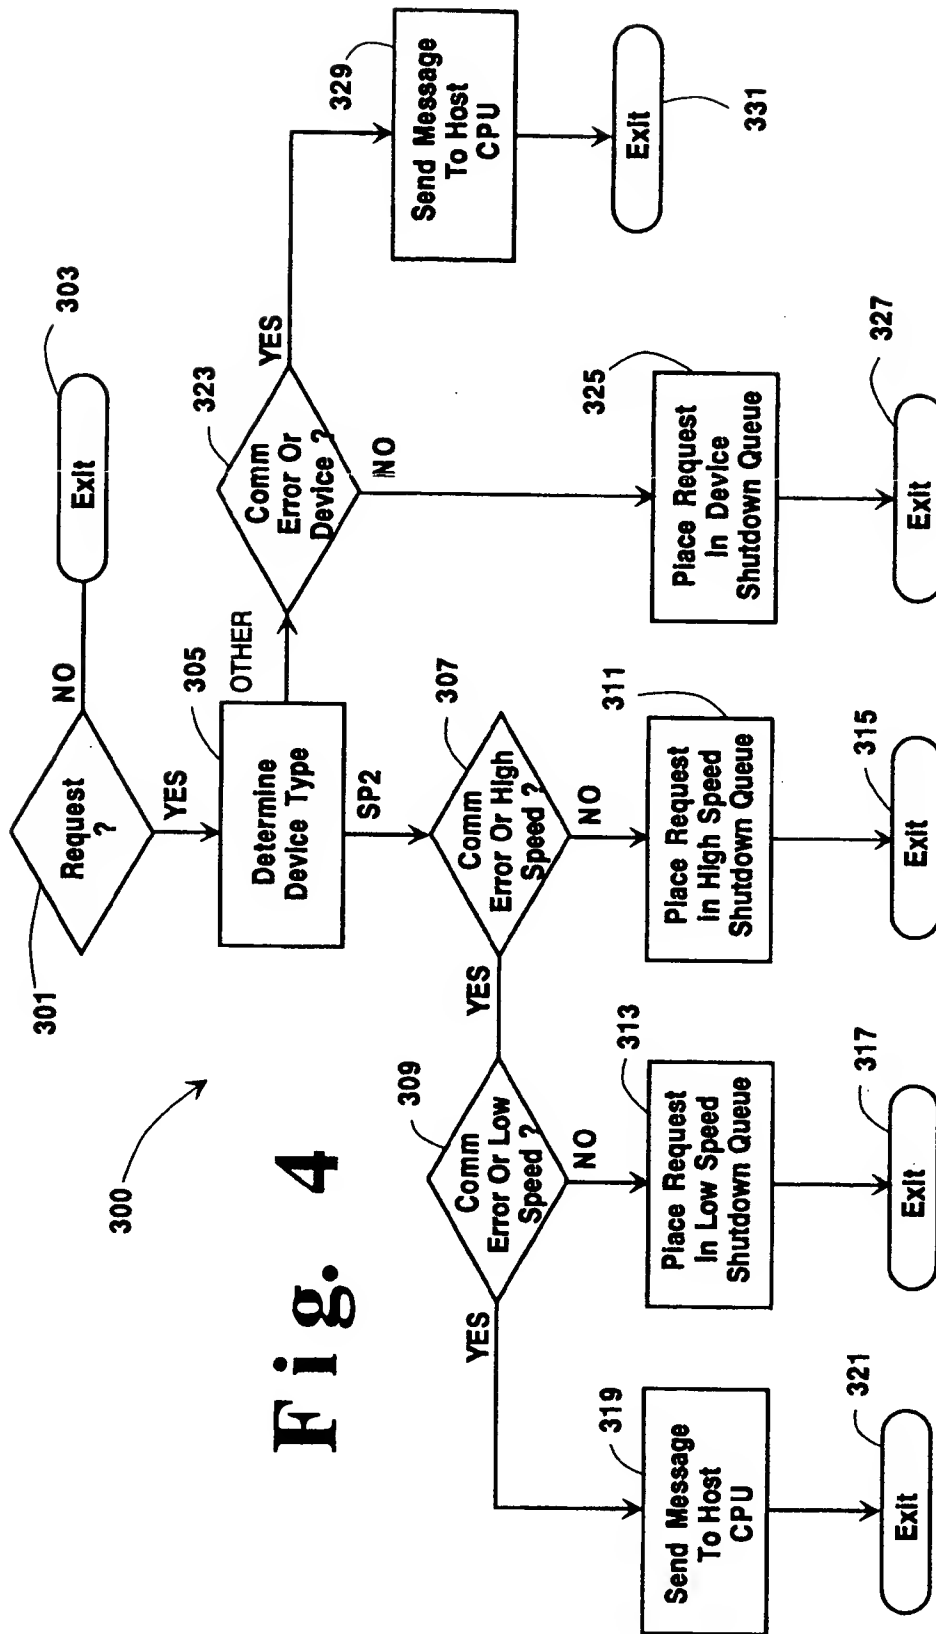 Fig. 4
300
301
Request
?
NO
303
Exit
YES
305
Determine
Device Type
OTHER
323
Comm
Error Or
Device ?
YES
329
Send Message
To Host
CPU
331
Exit
NO
325
Place Request
In Device
Shutdown Queue
327
Exit
SP2
307
Comm
Error Or High
Speed ?
NO
311
Place Request
in High Speed
Shutdown Queue
315
Exit
YES
309
Comm
Error Or Low
Speed ?
NO
313
Place Request
In Low Speed
Shutdown Queue
317
Exit
YES
319
Send Message
To Host
CPU
321
Exit